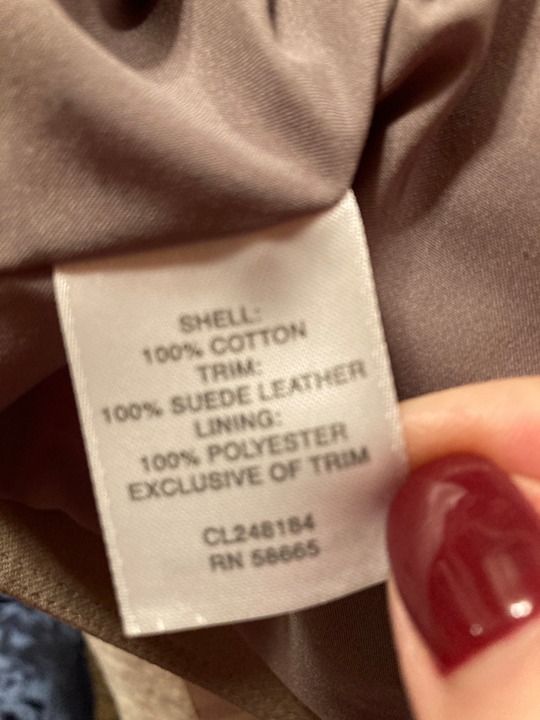 SHELL:
100% COTTON
TRIM:
100% SUEDE LEATHER
LINING:
100% POLYESTER
EXCLUSIVE OF TRIM
CL248184
RN 58665